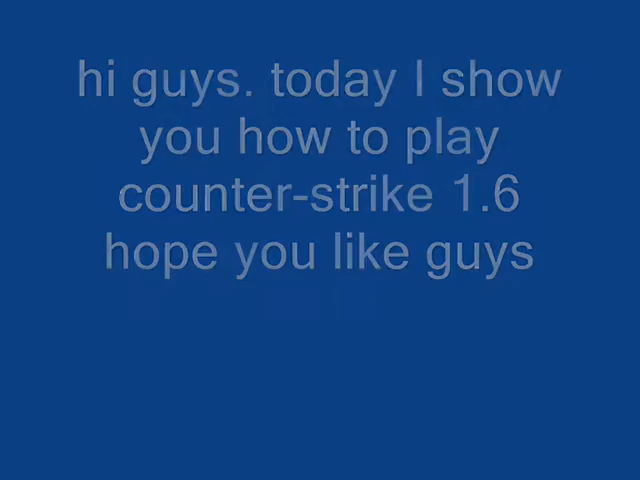 hi guys. today I show
you how to play
counter-strike 1.6
hope you like guys